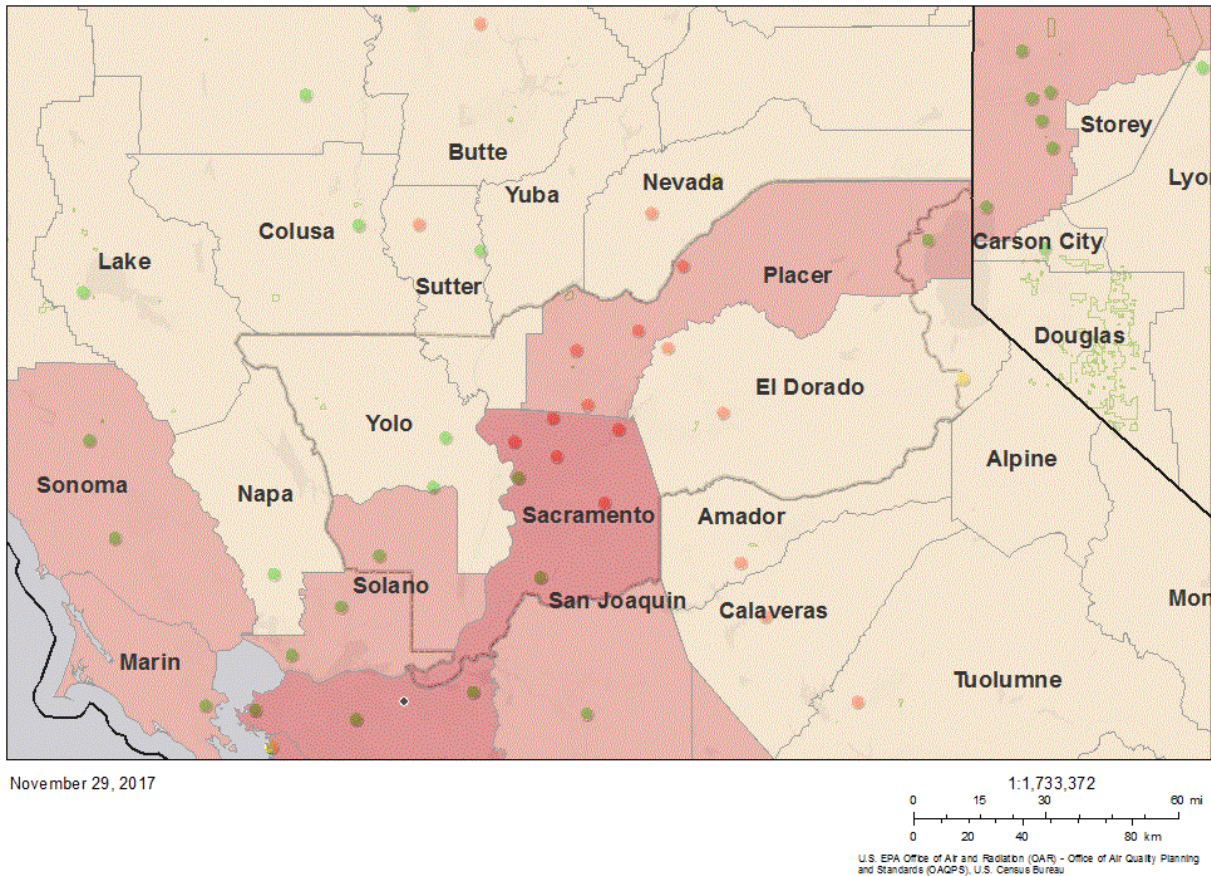 Storey
Butte
Nevada
Lyo
Yuba
Colusa
Carson City
Lake
Placer
Sutter
Douglas
El Dorado
Yolo
Alpine
Sonoma
Napa
Sacramento
Amador
Solano
San Joaquin
Calaveras
Mon
Marin
Tuolumne
November 29, 2017
1:1,733,372
0 15 30 60 mi
0 20 40 80 km
U.S. EPA Office of Air and Radiation (OAR) - Office of Air Quality Planning
and Standards (OAQPS), U.S. Census Bureau